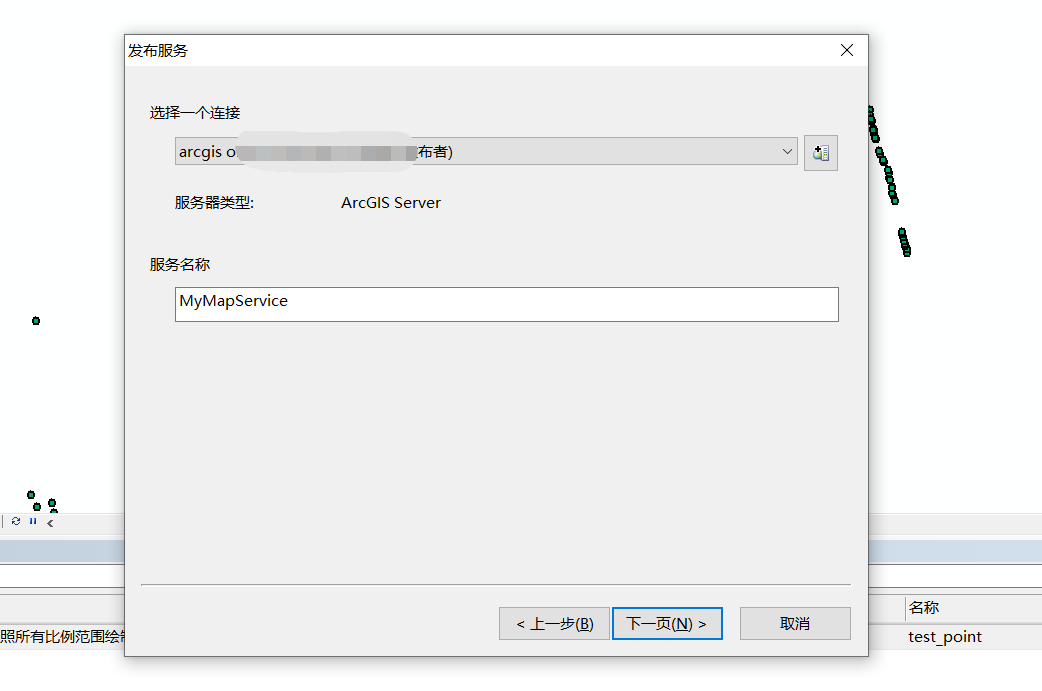 发布服务
选择一个连接
arcgis o
布者)
服务器类型:
ArcGIS Server
服务名称
MyMapService
< 上一步(B)
下一页(N) >
取消
名称
照所有比例范围绘
test_point